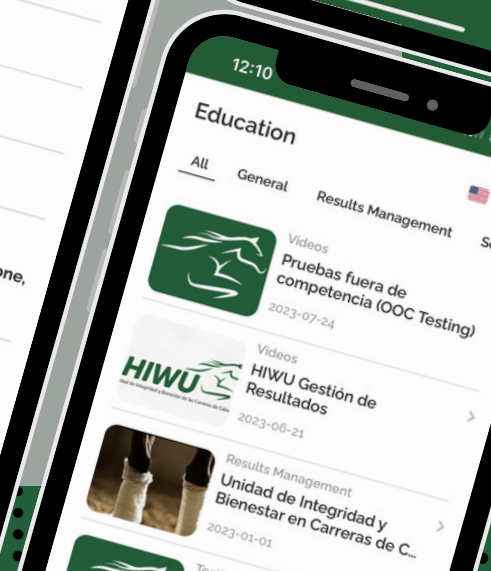 one,
12:10
Education
All
General
Results Management
Videos
Pruebas fuera de
competencia (OOC Testing)
2023-07-24
HIWU
Videos
HIWU Gestión de
Resultados
2023-06-21
Results Management
Unidad de Integridad y
Bienestar en Carreras de C...
2023-01-01